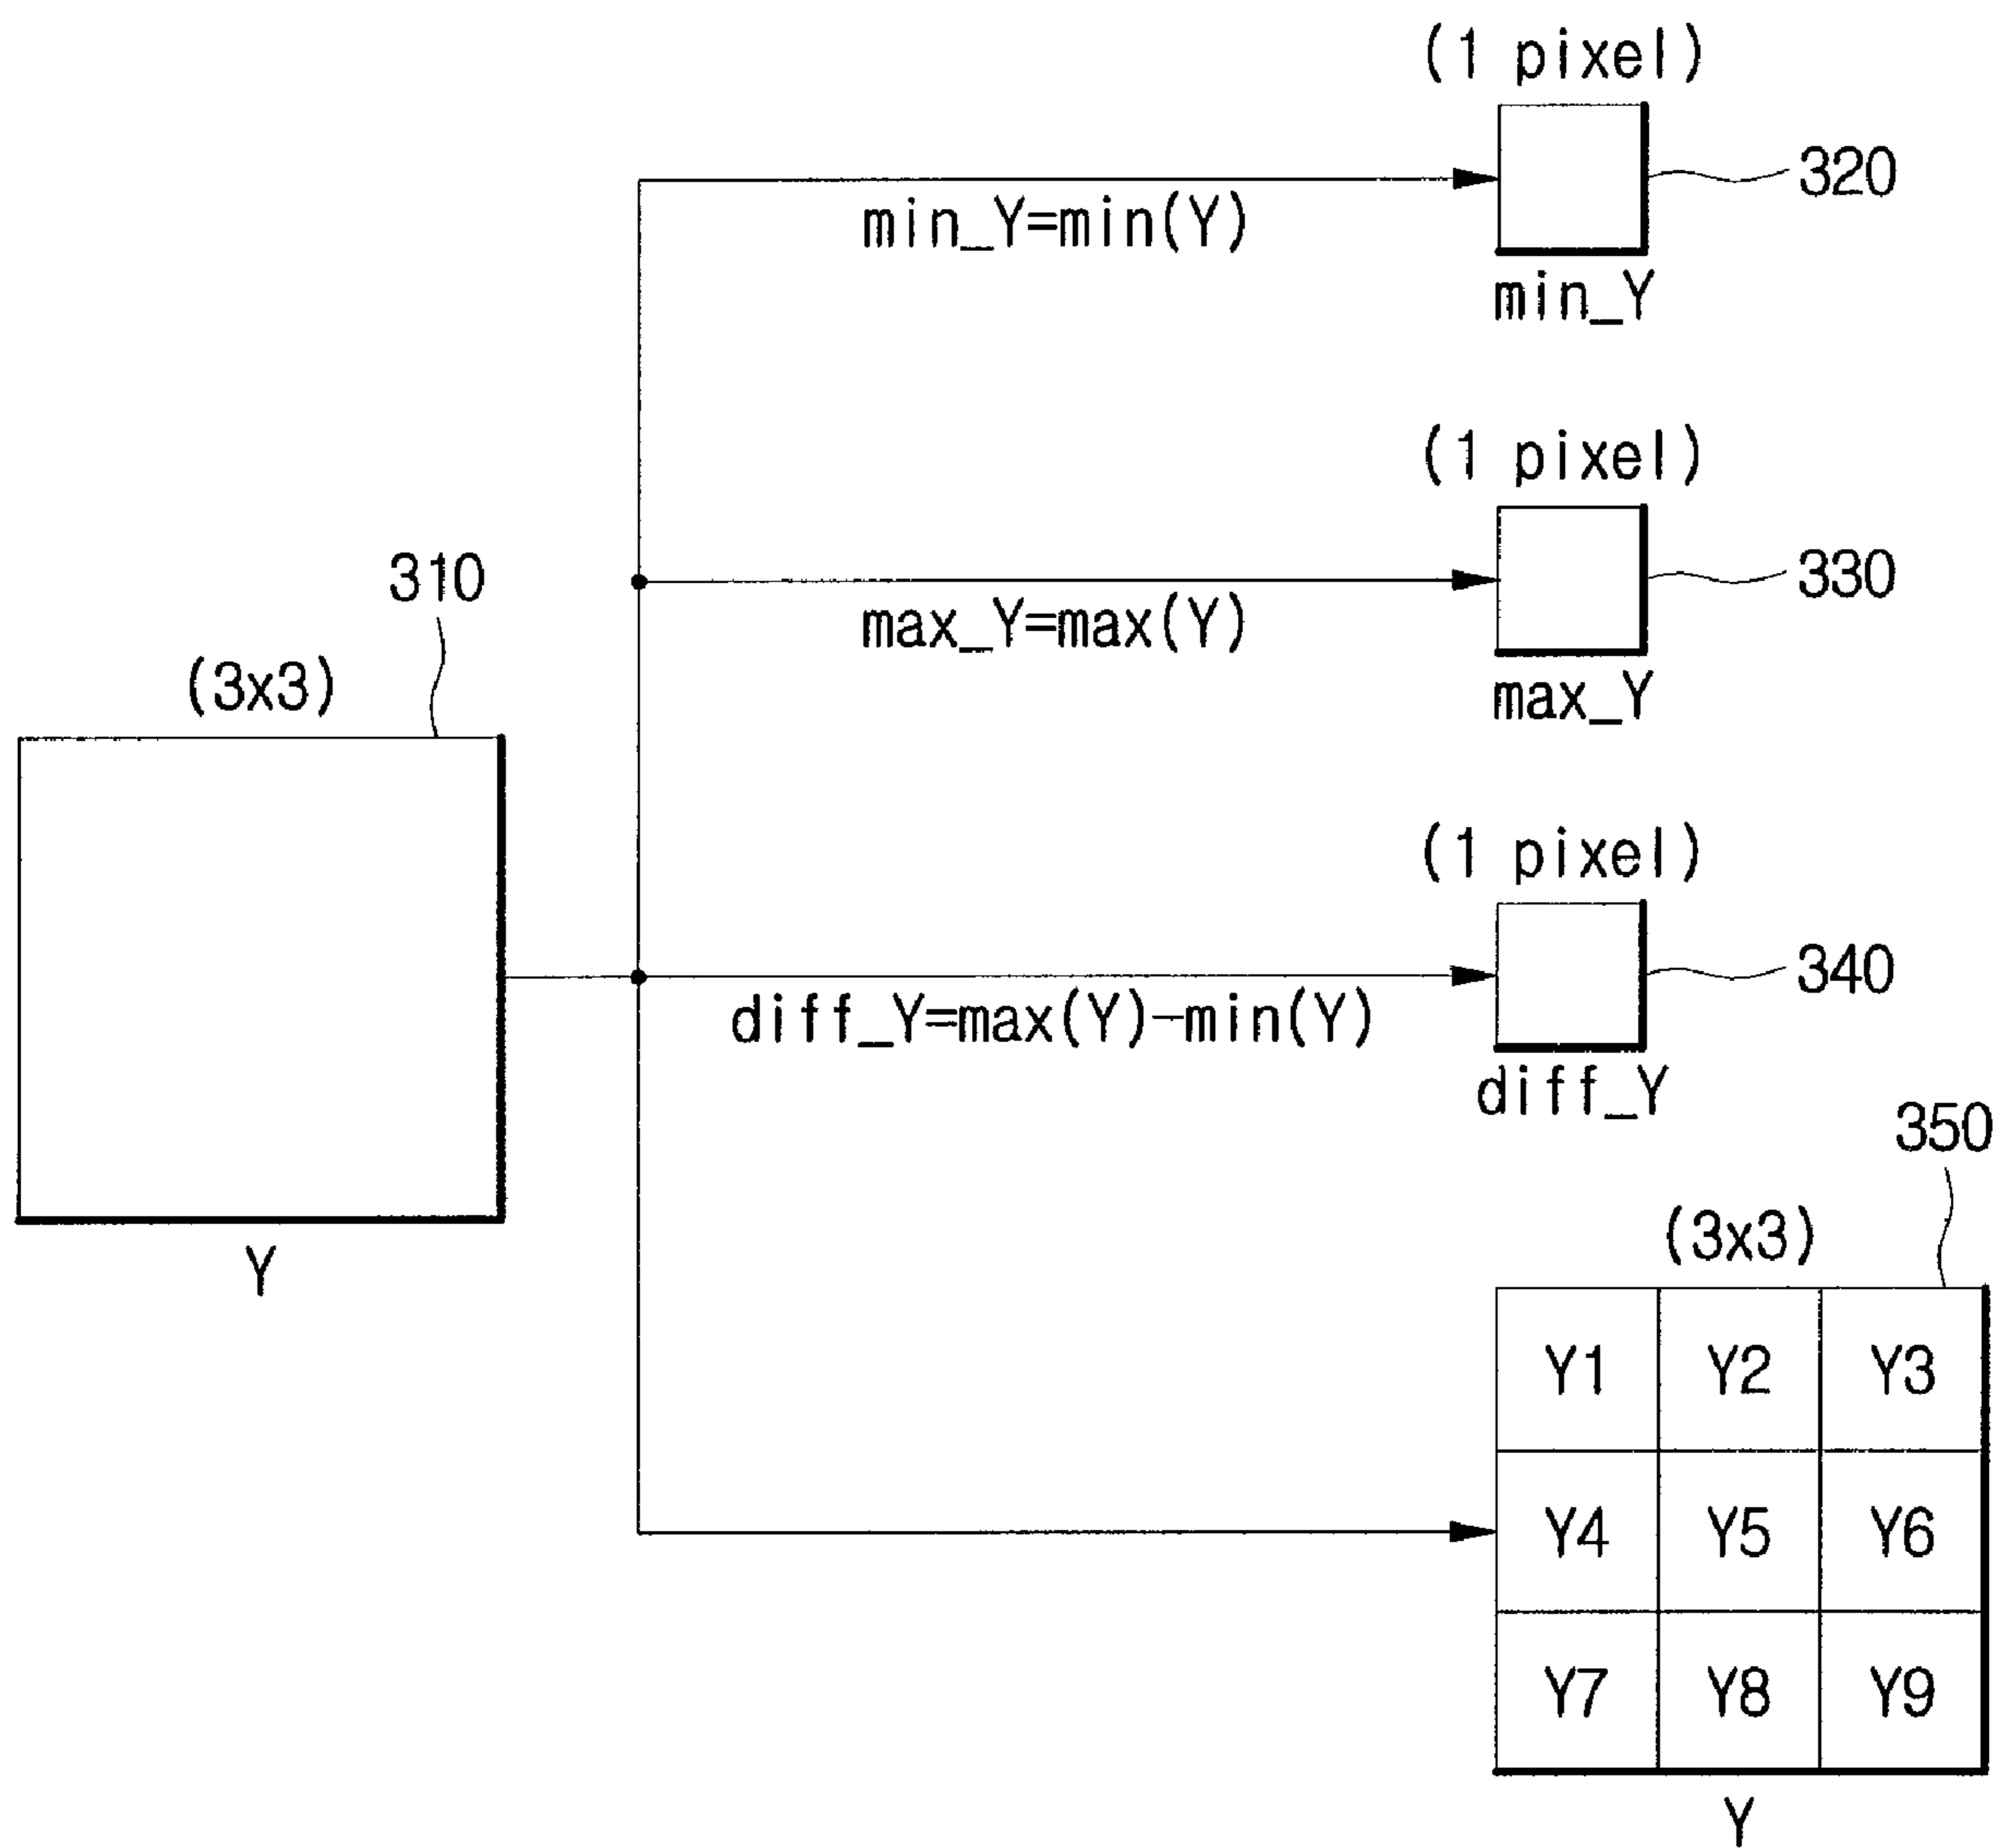 (1 pixel)
320
min_Y=min(Y)
min_Y
(1 pixel)
330
max_Y=max(Y)
max_Y
310
(3x3)
Y
(1 pixel)
340
diff_Y=max(Y)-min(Y)
diff_Y
350
(3x3)
Y1 Y2 Y3
Y4 Y5 Y6
Y7 Y8 Y9
Y